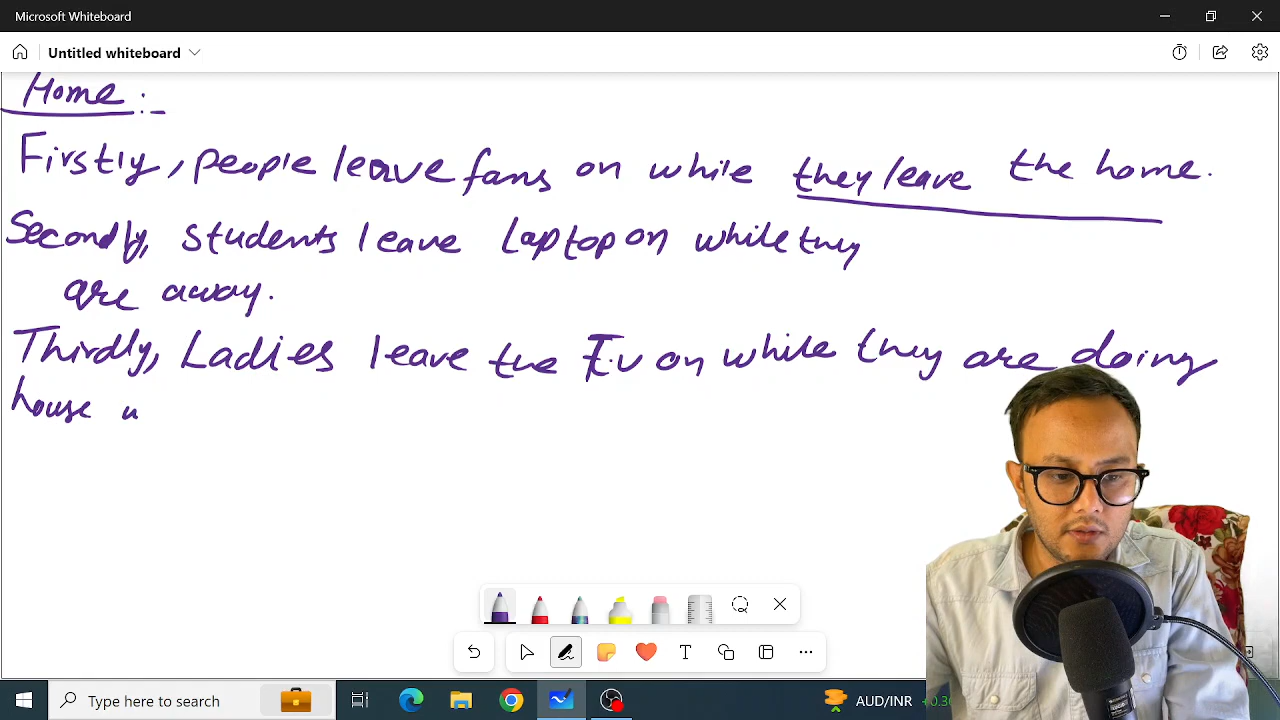 Microsoft Whiteboard
Untitled whiteboard
Home :-
Firstly, people leave fans on while they leave the home.
Secondly, students leave Laptop on while they
are away.
Thirdly, Ladies leave the T.V on while they are doing
house
Type here to search
AUD/INR